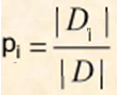 pᵢ = |Dᵢ| / |D|